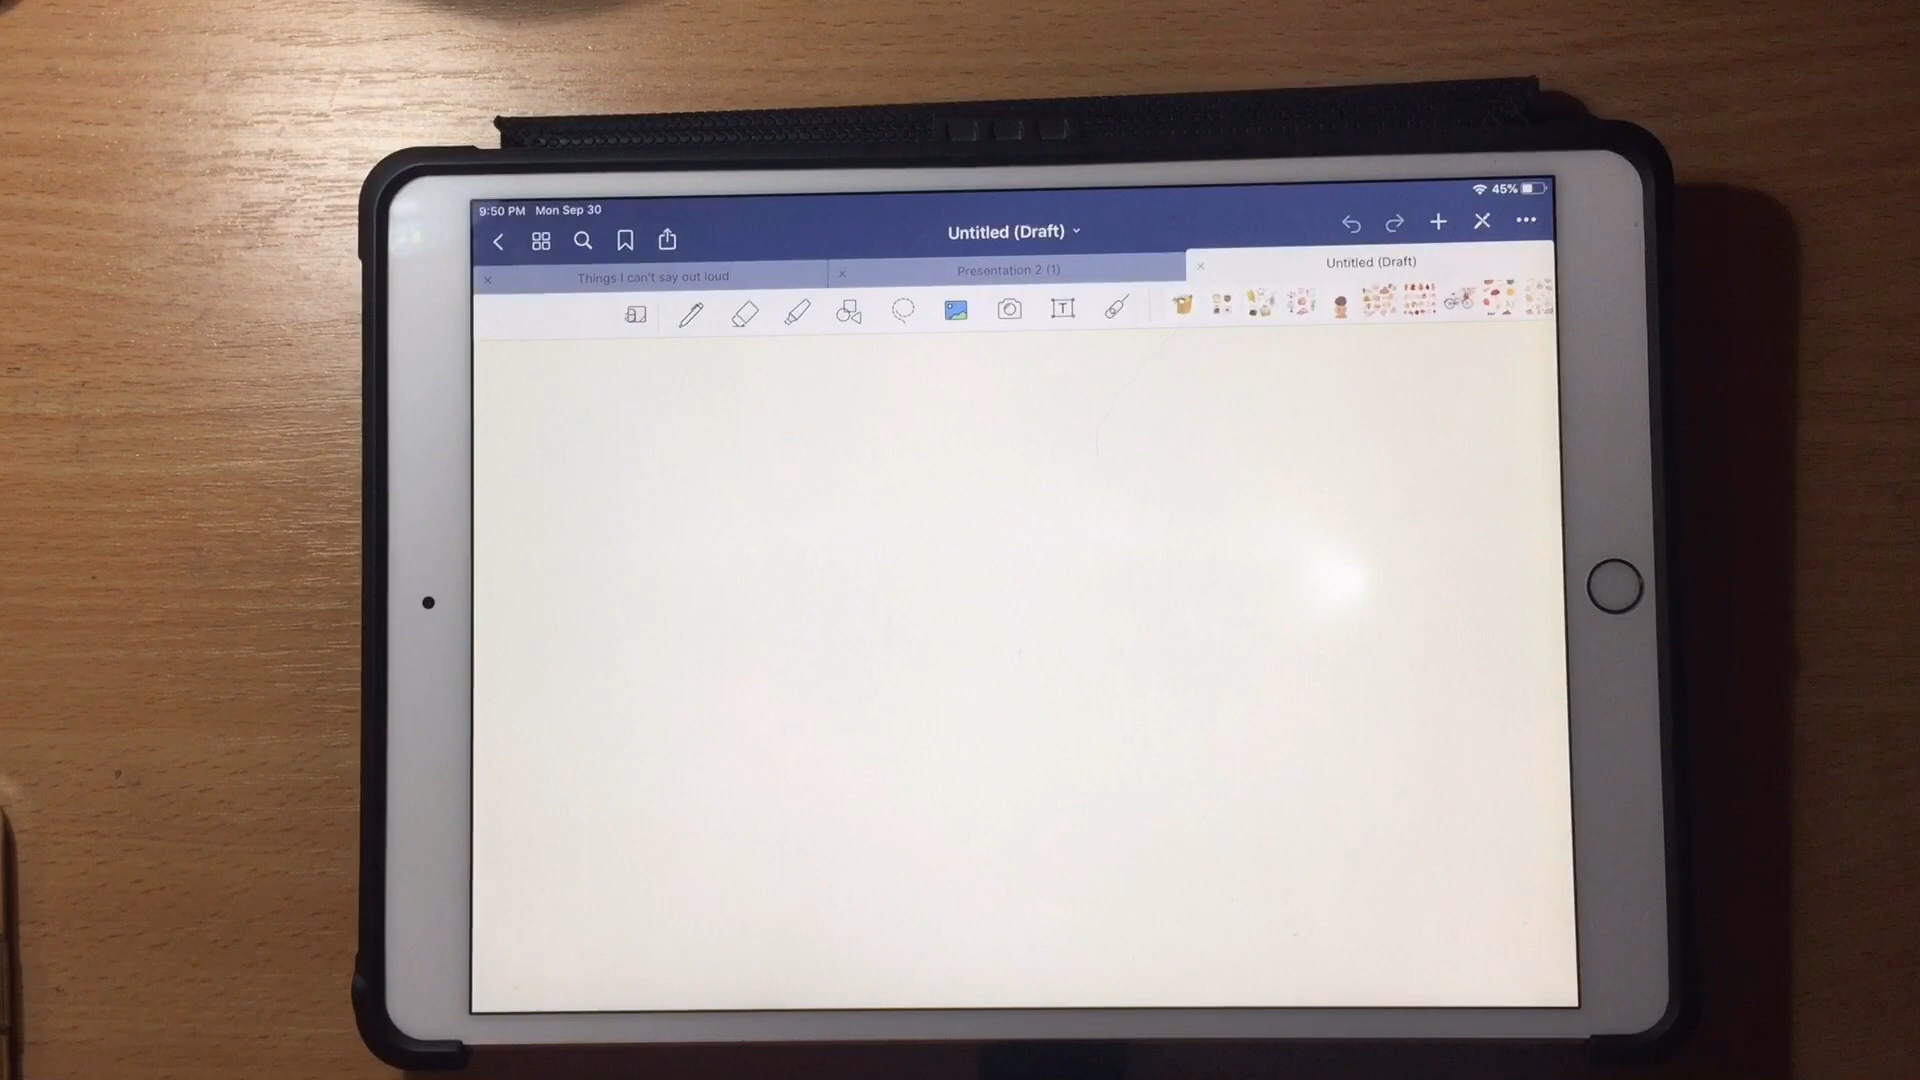 9:50 PM Mon Sep 30
45%
Untitled (Draft)
Things I can't say out loud
Presentation 2 (1)
Untitled (Draft)
T